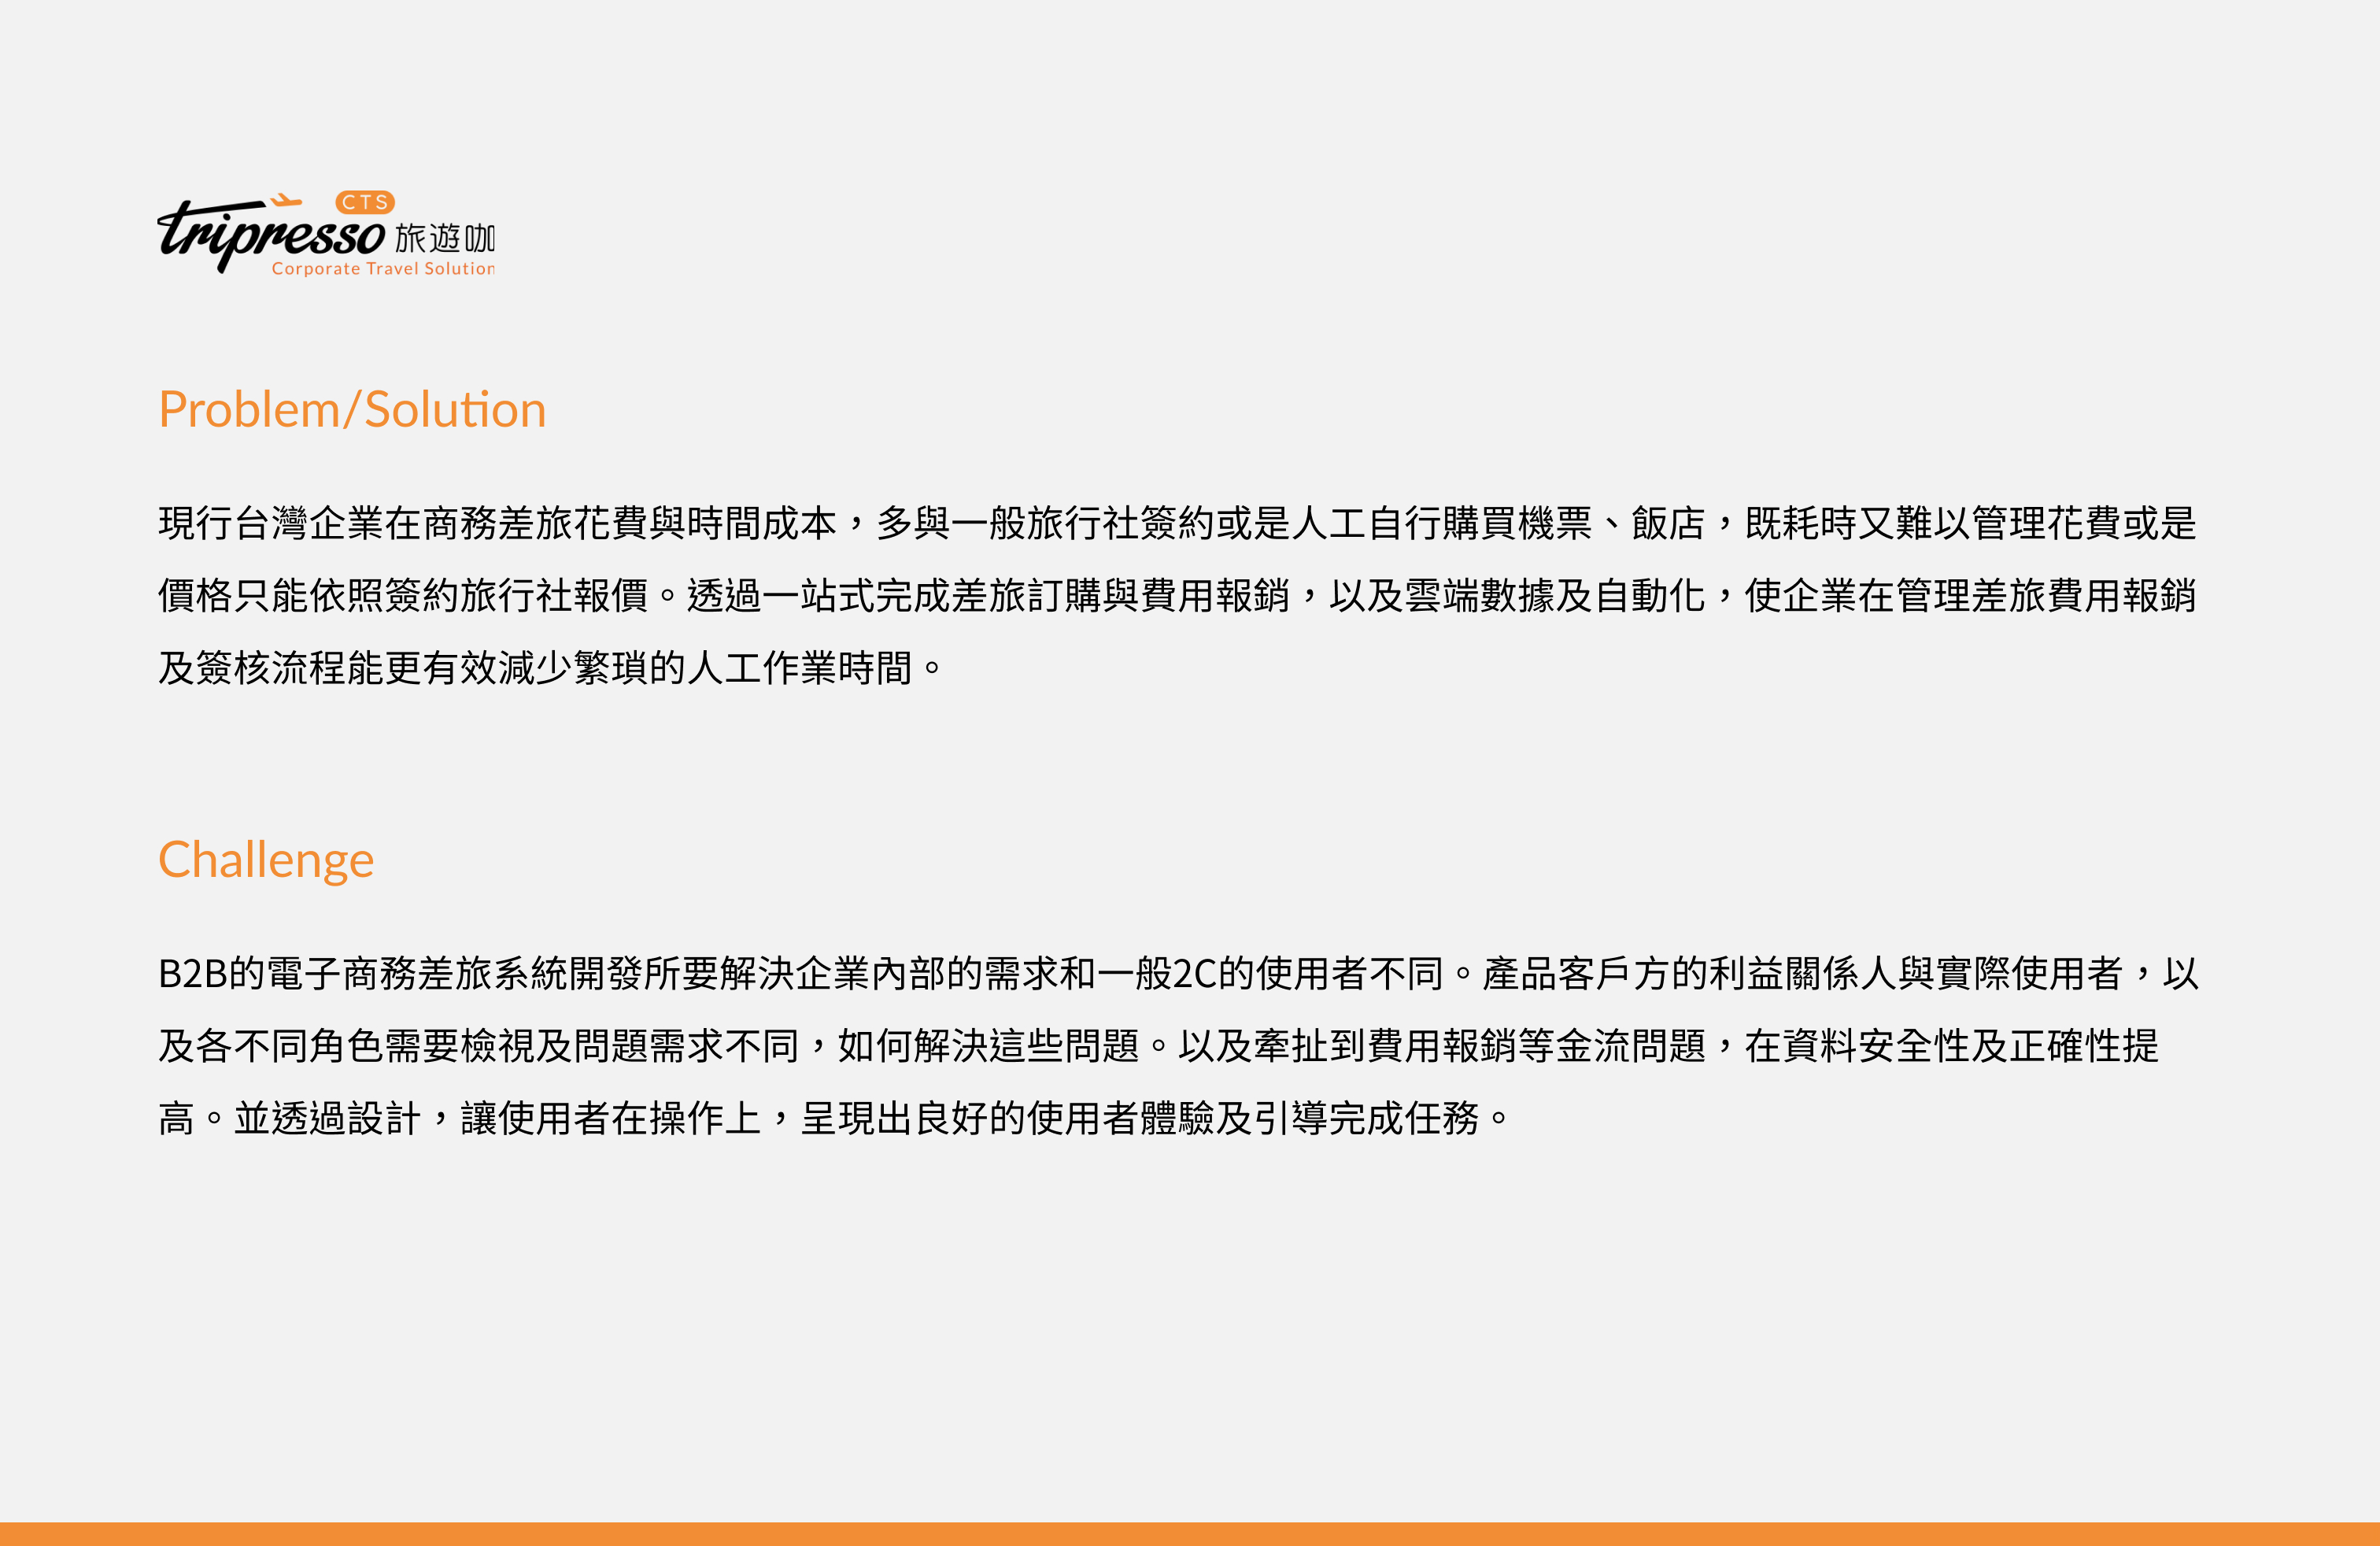 CTS
tripresso 旅遊咖
Corporate Travel Solution
Problem/Solution
現行台灣企業在商務差旅花費與時間成本，多與一般旅行社簽約或是人工自行購買機票、飯店，既耗時又難以管理花費或是
價格只能依照簽約旅行社報價。透過一站式完成差旅訂購與費用報銷，以及雲端數據及自動化，使企業在管理差旅費用報銷
及簽核流程能更有效減少繁瑣的人工作業時間。
Challenge
B2B的電子商務差旅系統開發所要解決企業內部的需求和一般2C的使用者不同。產品客戶方的利益關係人與實際使用者，以
及各不同角色需要檢視及問題需求不同，如何解決這些問題。以及牽扯到費用報銷等金流問題，在資料安全性及正確性提
高。並透過設計，讓使用者在操作上，呈現出良好的使用者體驗及引導完成任務。